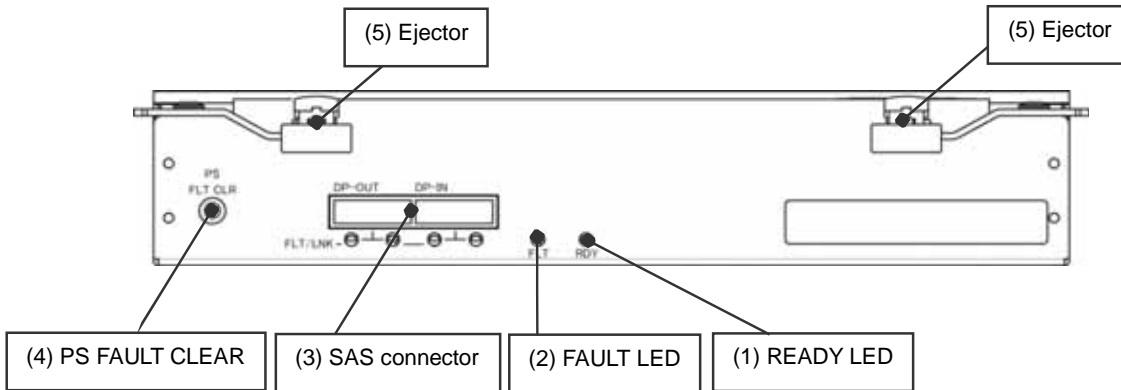 (5) Ejector
(5) Ejector
PS
FLT CLR
DP-OUT DP-IN
FLT/LNK
FLT RDY
(4) PS FAULT CLEAR
(3) SAS connector
(2) FAULT LED
(1) READY LED